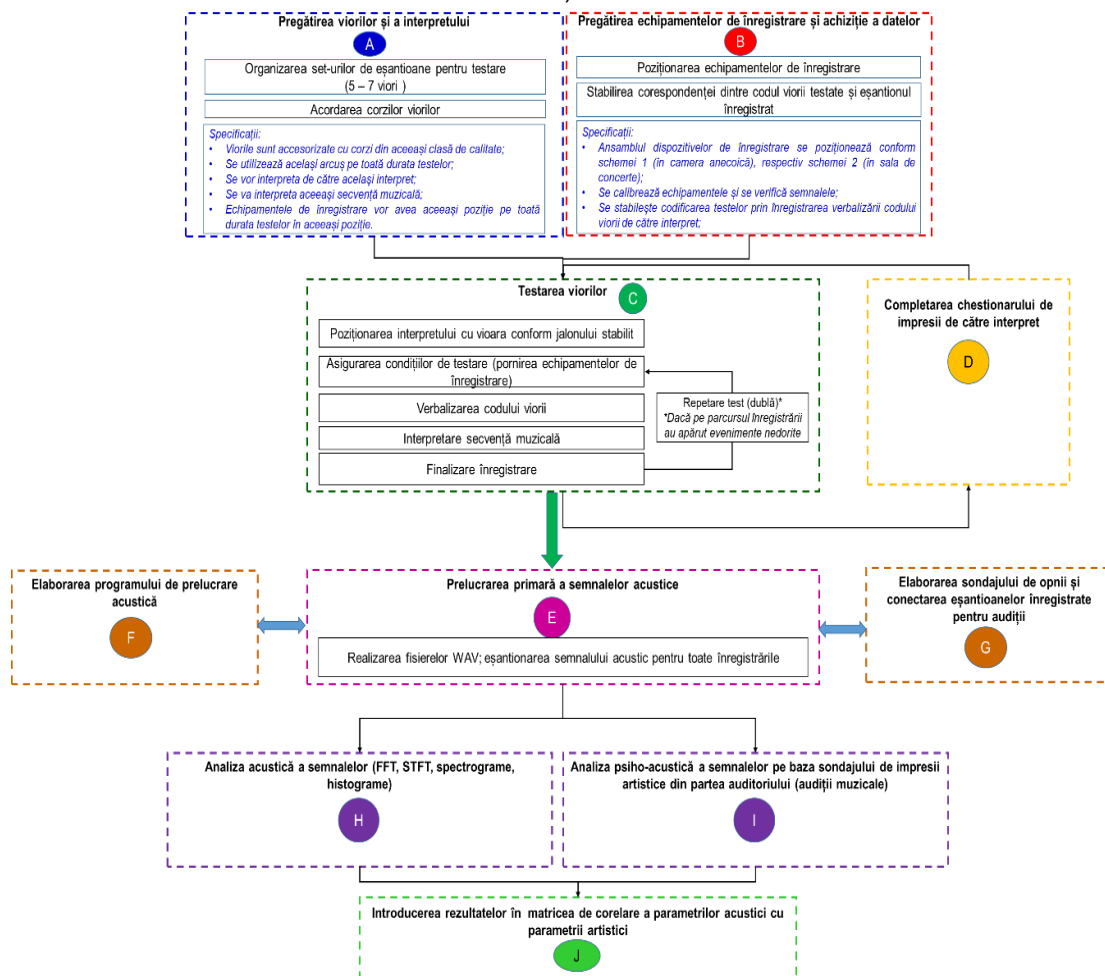 Pregătirea viorilor și a interpretului
A
Organizarea set-urilor de eșantioane pentru testare
(5 – 7 viori )
Acordarea corzilor viorilor
Specificații:
• Viorile sunt accesorizate cu corzi din aceeași clasă de calitate;
• Se utilizează același arcuș pe toată durata testelor;
• Se vor interpreta de către același interpret;
• Se va interpreta aceeași secvență muzicală;
• Echipamentele de înregistrare vor avea aceeași poziție pe toată
durata testelor în aceeași poziție.
Pregătirea echipamentelor de înregistrare și achiziție a datelor
B
Poziționarea echipamentelor de înregistrare
Stabilirea corespondenței dintre codul viorii testate și eșantionul
înregistrat
Specificații:
• Ansamblul dispozitivelor de înregistrare se poziționează conform
schemei 1 (în camera anecoică), respectiv schemei 2 (în sala de
concerte);
• Se calibrează echipamentele și se verifică semnalele;
• Se stabilește codificarea testelor prin înregistrarea verbalizării codului
viorii de către interpret;
Testarea viorilor
C
Poziționarea interpretului cu vioara conform jalonului stabilit
Asigurarea condițiilor de testare (pornirea echipamentelor de
înregistrare)
Verbalizarea codului viorii
Interpretare secvență muzicală
Finalizare înregistrare
Repetare test (dublă)*
*Dacă pe parcursul înregistrării
au apărut evenimente nedorite
Completarea chestionarului de
impresii de către interpret
D
Elaborarea programului de prelucrare
acustică
F
Prelucrarea primară a semnalelor acustice
E
Realizarea fisierelor WAV; eșantionarea semnalului acustic pentru toate înregistrările
Elaborarea sondajului de opnii și
conectarea eșantioanelor înregistrate
pentru audiții
G
Analiza acustică a semnalelor (FFT, STFT, spectrograme,
histograme)
H
Analiza psiho-acustică a semnalelor pe baza sondajului de impresii
artistice din partea auditoriului (audiții muzicale)
I
Introducerea rezultatelor în matricea de corelare a parametrilor acustici cu
parametrii artistici
J